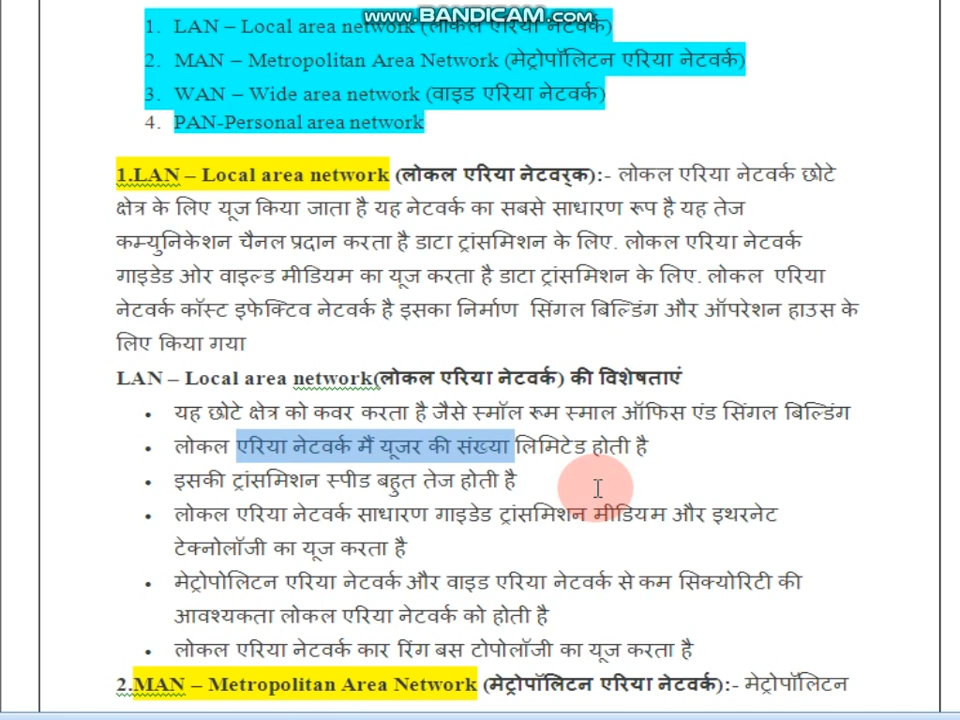 www.BANDICAM.com
1. LAN – Local area network (लोकल एरिया नेटवर्क)
2. MAN – Metropolitan Area Network (मेट्रोपॉलिटन एरिया नेटवर्क)
3. WAN – Wide area network (वाइड एरिया नेटवर्क)
4. PAN-Personal area network
1.LAN – Local area network (लोकल एरिया नेटवर्क):- लोकल एरिया नेटवर्क छोटे
क्षेत्र के लिए यूज किया जाता है यह नेटवर्क का सबसे साधारण रूप है यह तेज
कम्युनिकेशन चैनल प्रदान करता है डाटा ट्रांसमिशन के लिए. लोकल एरिया नेटवर्क
गाइडेड ओर वाइल्ड मीडियम का यूज करता है डाटा ट्रांसमिशन के लिए. लोकल एरिया
नेटवर्क कॉस्ट इफेक्टिव नेटवर्क है इसका निर्माण सिंगल बिल्डिंग और ऑपरेशन हाउस के
लिए किया गया
LAN – Local area network(लोकल एरिया नेटवर्क) की विशेषताएं
• यह छोटे क्षेत्र को कवर करता है जैसे स्मॉल रूम स्माल ऑफिस एंड सिंगल बिल्डिंग
• लोकल एरिया नेटवर्क मैं यूजर की संख्या लिमिटेड होती है
• इसकी ट्रांसमिशन स्पीड बहुत तेज होती है
• लोकल एरिया नेटवर्क साधारण गाइडेड ट्रांसमिशन मीडियम और इथरनेट
टेक्नोलॉजी का यूज करता है
• मेट्रोपोलिटन एरिया नेटवर्क और वाइड एरिया नेटवर्क से कम सिक्योरिटी की
आवश्यकता लोकल एरिया नेटवर्क को होती है
• लोकल एरिया नेटवर्क कार रिंग बस टोपोलॉजी का यूज करता है
2.MAN – Metropolitan Area Network (मेट्रोपॉलिटन एरिया नेटवर्क):- मेट्रोपॉलिटन